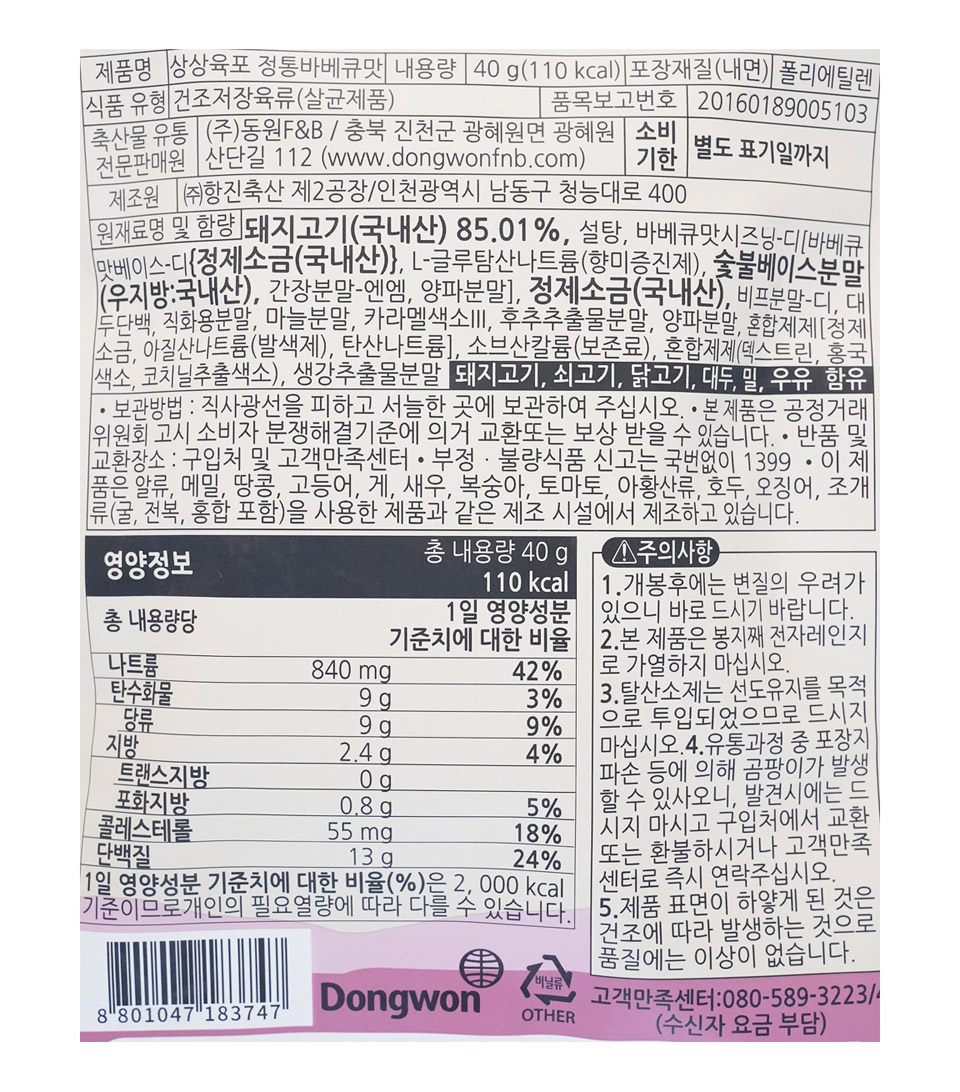 제품명 상상육포 정통바베큐맛 내용량 40 g(110 kcal) 포장재질(내면) 폴리에틸렌
식품 유형 건조저장육류(살균제품) 품목보고번호 20160189005103
축산물 유통 전문판매원 (주)동원F&B / 충북 진천군 광혜원면 광혜원
산단길 112 (www.dongwonfnb.com) 소비기한 별도 표기일까지
제조원 ㈜항진축산 제2공장/인천광역시 남동구 청능대로 400
원재료명 및 함량 돼지고기(국내산) 85.01%, 설탕, 바베큐맛시즈닝-디[바베큐
맛베이스-디{정제소금(국내산)}, L-글루탐산나트륨(향미증진제), 숯불베이스분말
(우지방:국내산), 간장분말-엔엠, 양파분말], 정제소금(국내산), 비프분말-디, 대
두단백, 직화용분말, 마늘분말, 카라멜색소III, 후추추출물분말, 양파분말, 혼합제제[정제
소금, 아질산나트륨(발색제), 탄산나트륨], 소브산칼륨(보존료), 혼합제제(덱스트린, 홍국
색소, 코치닐추출색소), 생강추출물분말 돼지고기, 쇠고기, 닭고기, 대두, 밀, 우유 함유
• 보관방법 : 직사광선을 피하고 서늘한 곳에 보관하여 주십시오. • 본 제품은 공정거래
위원회 고시 소비자 분쟁해결기준에 의거 교환또는 보상 받을 수 있습니다. • 반품 및
교환장소 : 구입처 및 고객만족센터 • 부정 · 불량식품 신고는 국번없이 1399 • 이 제
품은 알류, 메밀, 땅콩, 고등어, 게, 새우, 복숭아, 토마토, 아황산류, 호두, 오징어, 조개
류(굴, 전복, 홍합 포함)을 사용한 제품과 같은 제조 시설에서 제조하고 있습니다.
영양정보 총 내용량 40 g
110 kcal
총 내용량당 1일 영양성분
기준치에 대한 비율
나트륨 840 mg 42%
탄수화물 9 g 3%
당류 9 g 9%
지방 2.4 g 4%
트랜스지방 0 g
포화지방 0.8 g 5%
콜레스테롤 55 mg 18%
단백질 13 g 24%
1일 영양성분 기준치에 대한 비율(%)은 2, 000 kcal
기준이므로개인의 필요열량에 따라 다를 수 있습니다.
⚠주의사항
1.개봉후에는 변질의 우려가
있으니 바로 드시기 바랍니다.
2.본 제품은 봉지째 전자레인지
로 가열하지 마십시오.
3.탈산소제는 선도유지를 목적
으로 투입되었으므로 드시지
마십시오.4.유통과정 중 포장지
파손 등에 의해 곰팡이가 발생
할 수 있사오니, 발견시에는 드
시지 마시고 구입처에서 교환
또는 환불하시거나 고객만족
센터로 즉시 연락주십시오.
5.제품 표면이 하얗게 된 것은
건조에 따라 발생하는 것으로
품질에는 이상이 없습니다.
8 801047 183747
Dongwon
비닐류
OTHER
고객만족센터:080-589-3223/
(수신자 요금 부담)